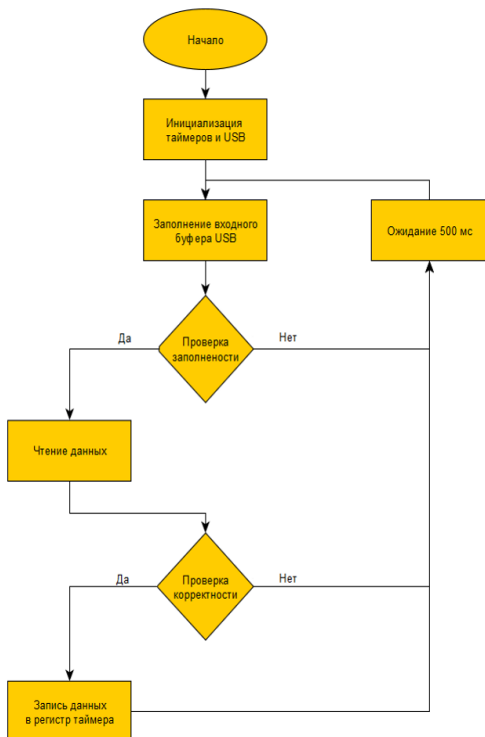 Начало
Инициализация
таймеров и USB
Заполнение входного
буфера USB
Ожидание 500 мс
Проверка
заполнености
Да
Нет
Чтение данных
Проверка
корректности
Да
Нет
Запись данных
в регистр таймера